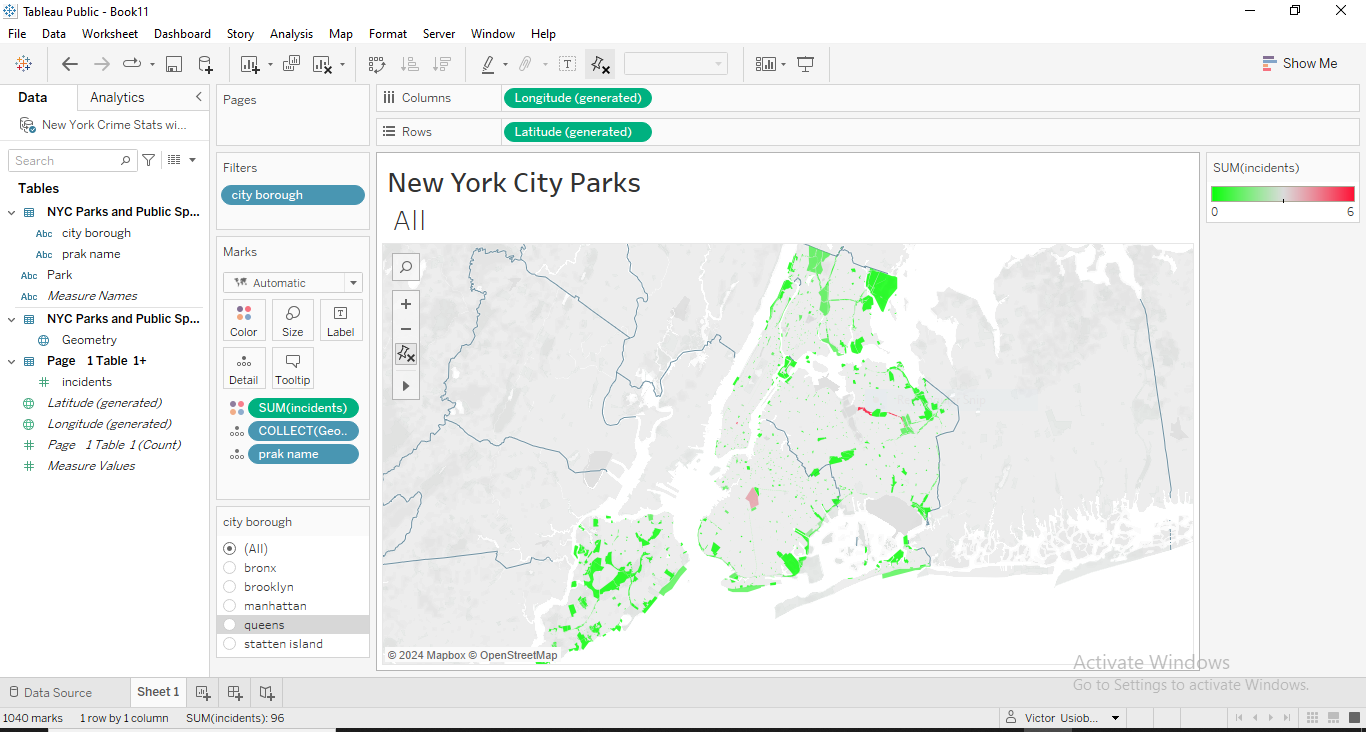 Tableau Public - Book11
File Data Worksheet Dashboard Story Analysis Map Format Server Window Help
Show Me
Data Analytics
New York Crime Stats wi...
Search
Tables
NYC Parks and Public Sp...
Abc city borough
Abc prak name
Abc Park
Abc Measure Names
NYC Parks and Public Sp...
Geometry
Page 1 Table 1+
incidents
Latitude (generated)
Longitude (generated)
Page 1 Table 1 (Count)
Measure Values
Pages
Filters
city borough
Marks
Automatic
Color Size Label
Detail Tooltip
SUM(incidents)
COLLECT(Geo..
prak name
city borough
(All)
bronx
brooklyn
manhattan
queens
statten island
Columns Longitude (generated)
Rows Latitude (generated)
New York City Parks
All
© 2024 Mapbox © OpenStreetMap
SUM(incidents)
0 6
Activate Windows
Go to Settings to activate Windows.
Data Source Sheet 1
1040 marks 1 row by 1 column SUM(incidents): 96 Victor Usiob...